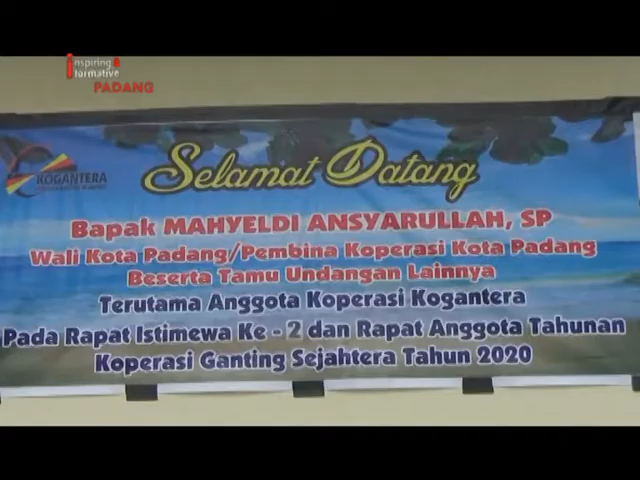 Inspiring & Informative
PADANG
KOGANTERA
Selamat Datang
Bapak MAHYELDI ANSYARULLAH, SP
Wali Kota Padang/Pembina Koperasi Kota Padang
Beserta Tamu Undangan Lainnya
Terutama Anggota Koperasi Kogantera
Pada Rapat Istimewa Ke - 2 dan Rapat Anggota Tahunan
Koperasi Ganting Sejahtera Tahun 2020